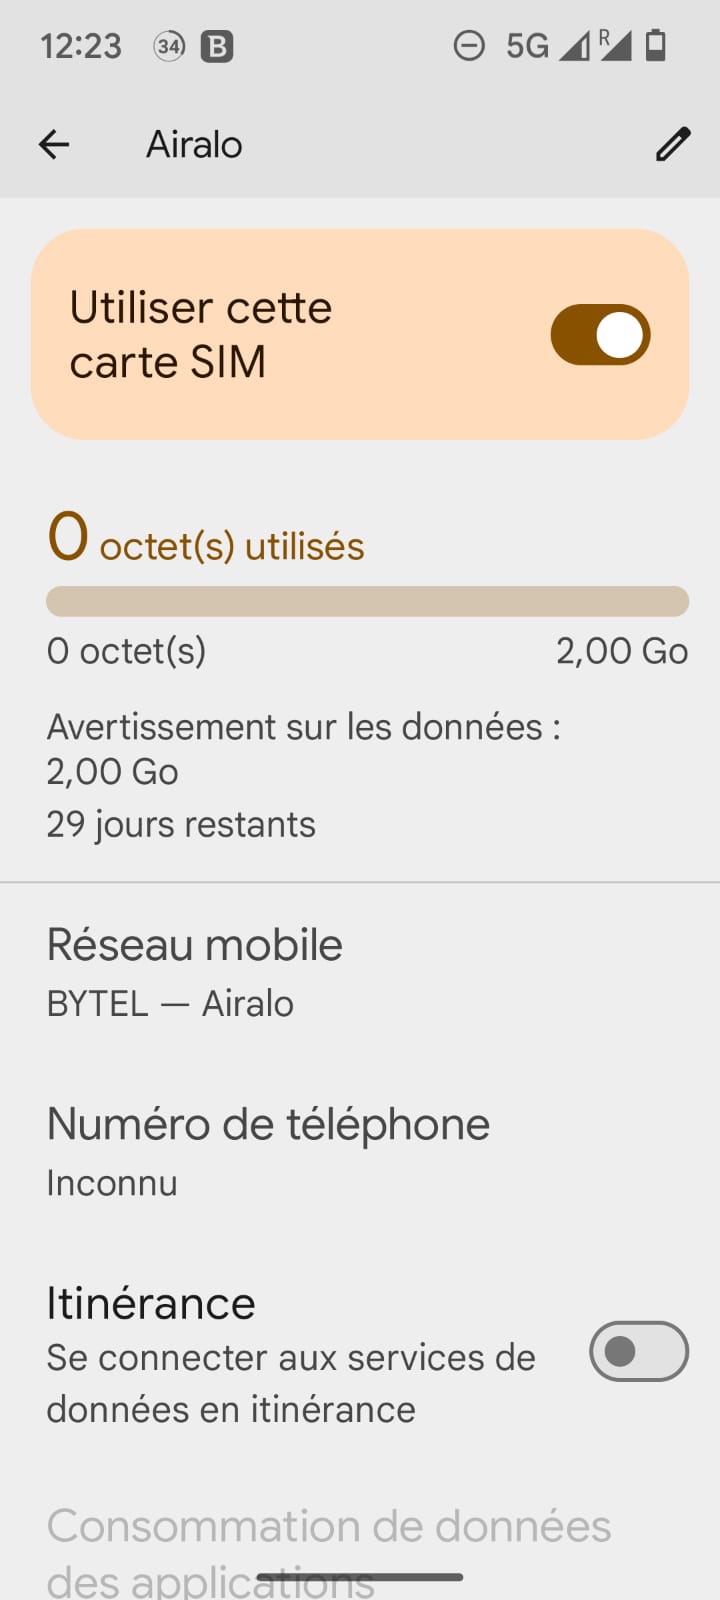 12:23 34 B 5G R
Airalo
Utiliser cette
carte SIM
0 octet(s) utilisés
0 octet(s) 2,00 Go
Avertissement sur les données :
2,00 Go
29 jours restants
Réseau mobile
BYTEL — Airalo
Numéro de téléphone
Inconnu
Itinérance
Se connecter aux services de
données en itinérance
Consommation de données
des applications